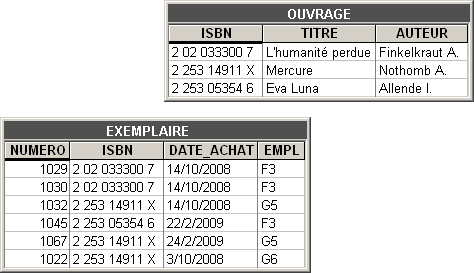 OUVRAGE
ISBN TITRE AUTEUR
2 02 033300 7 L'humanité perdue Finkelkraut A.
2 253 14911 X Mercure Nothomb A.
2 253 05354 6 Eva Luna Allende I.
EXEMPLAIRE
NUMERO ISBN DATE_ACHAT EMPL
1029 2 02 033300 7 14/10/2008 F3
1030 2 02 033300 7 14/10/2008 F3
1032 2 253 14911 X 14/10/2008 G5
1045 2 253 05354 6 22/2/2009 F3
1067 2 253 14911 X 24/2/2009 G5
1022 2 253 14911 X 3/10/2008 G6